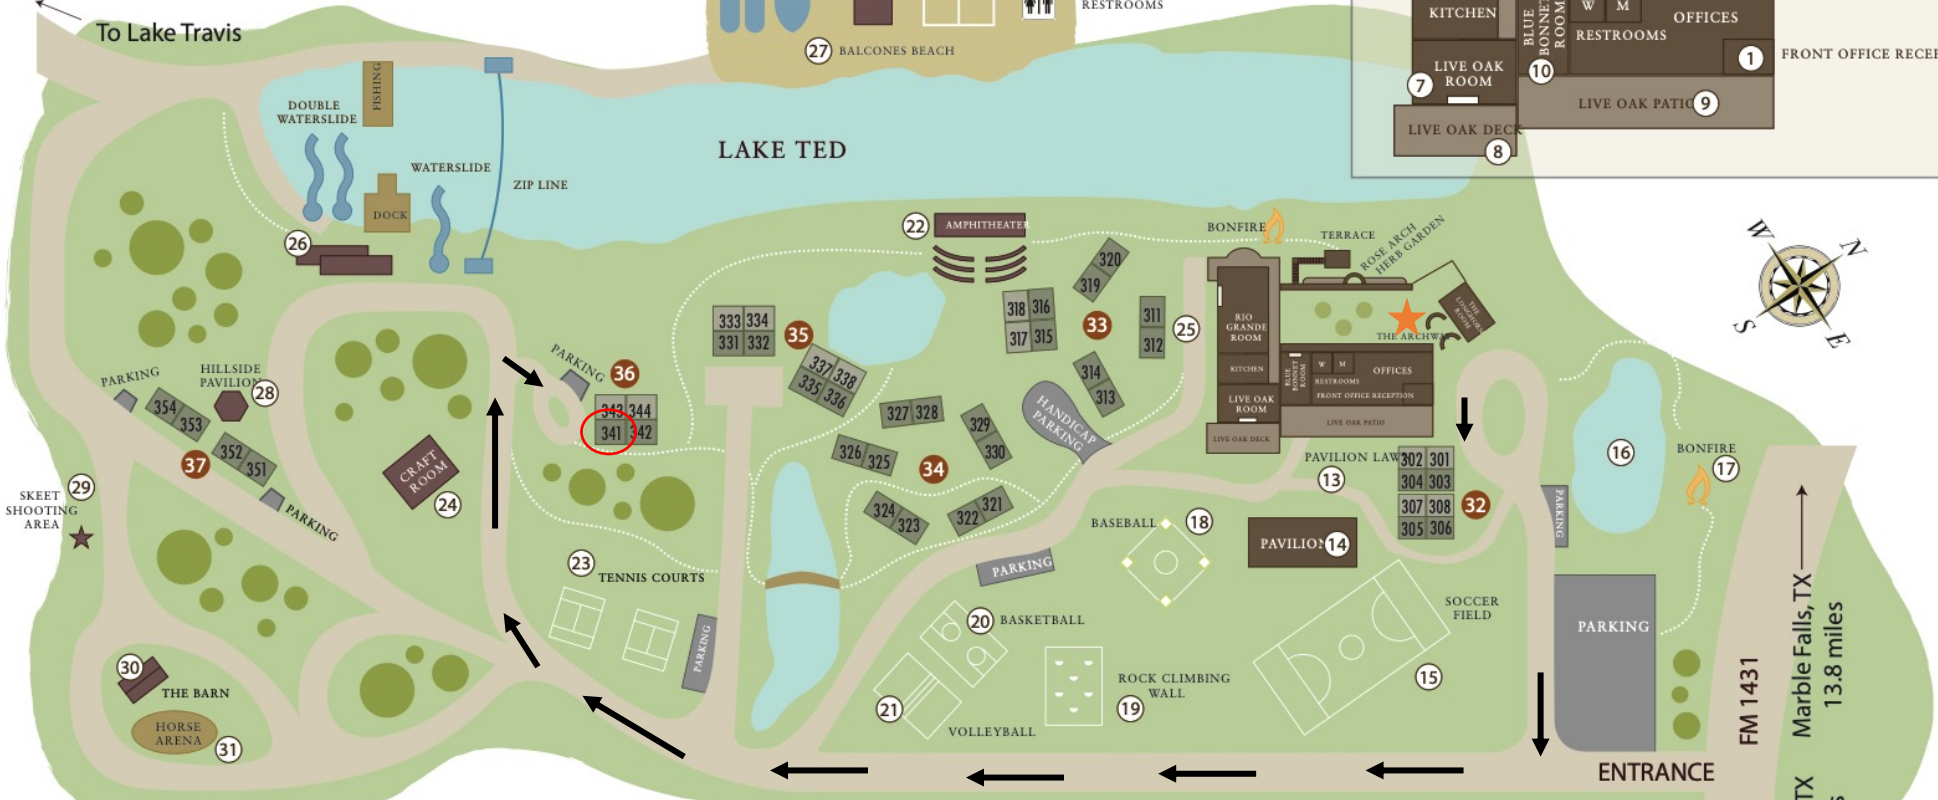 To Lake Travis
RESTROOMS
27 BALCONES BEACH
KITCHEN
BLUE
BONNET
ROOM
W M
OFFICES
RESTROOMS
LIVE OAK
ROOM
7
10
1
FRONT OFFICE RECEP
LIVE OAK PATIO
9
LIVE OAK DECK
8
FISHING
DOUBLE
WATERSLIDE
WATERSLIDE
ZIP LINE
DOCK
26
LAKE TED
22
AMPHITHEATER
BONFIRE
TERRACE
ROSE ARCH
HERB GARDEN
THE LONGHORN
ROOM
THE ARCHWAY
W
N
S
E
320
319
318 316
317 315
33
311
312
25
314
313
HANDICAP
PARKING
RIO
GRANDE
ROOM
KITCHEN
LIVE OAK
ROOM
LIVE OAK DECK
BLUE
BONNET
ROOM
W M
RESTROOMS
OFFICES
FRONT OFFICE RECEPTION
LIVE OAK PATIO
333 334
331 332
35
337 338
335 336
327 328
329
330
326 325
34
324 323
322 321
PARKING
36
343 344
341 342
PARKING
HILLSIDE
PAVILION
28
354 353
352 351
37
PARKING
CRAFT
ROOM
24
29
SKEET
SHOOTING
AREA
23
TENNIS COURTS
PARKING
PARKING
BASEBALL
18
PAVILION LAWN
13
PAVILION
14
302 301
304 303
307 308
305 306
32
PARKING
16
BONFIRE
17
20
BASKETBALL
21
VOLLEYBALL
ROCK CLIMBING
WALL
19
SOCCER
FIELD
15
PARKING
30
THE BARN
HORSE
ARENA
31
ENTRANCE
FM 1431
Marble Falls, TX
13.8 miles
TX